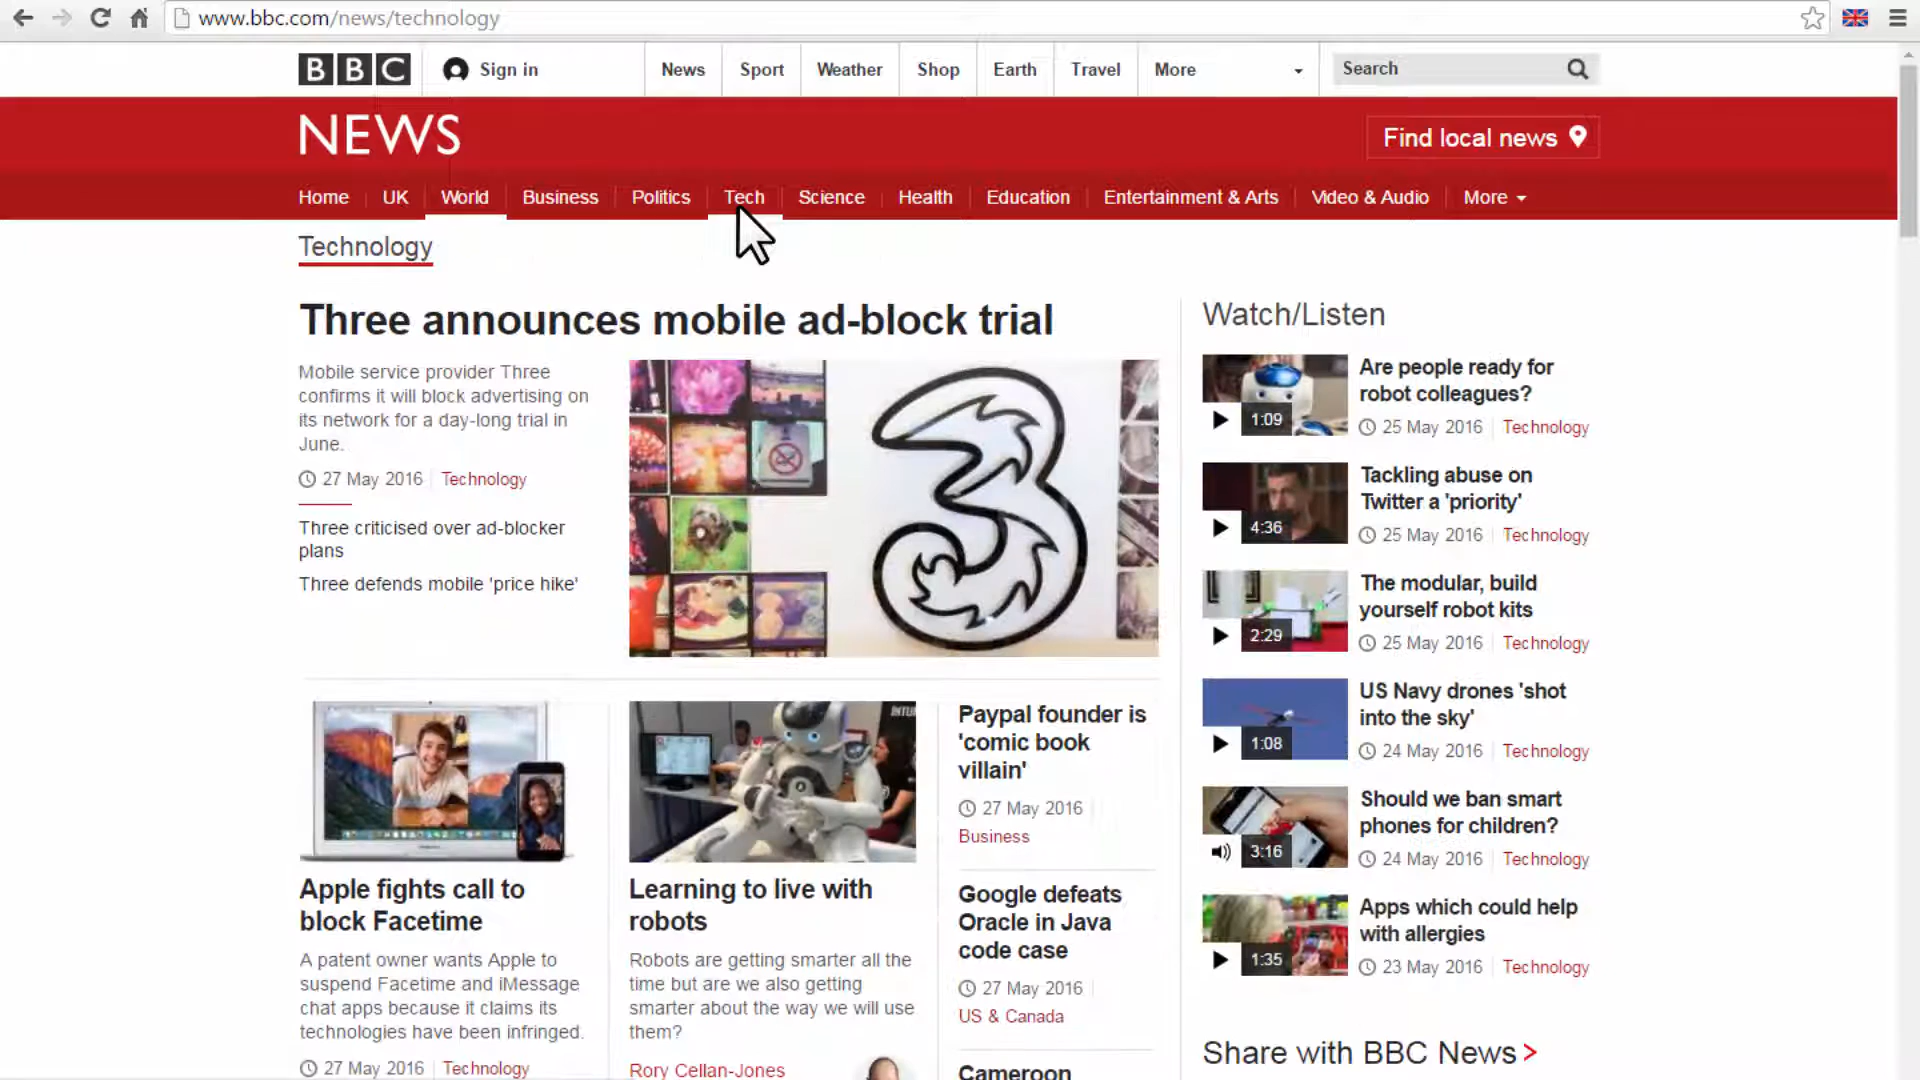 www.bbc.com/news/technology
BBC Sign in News Sport Weather Shop Earth Travel More Search
NEWS
Find local news
Home UK World Business Politics Tech Science Health Education Entertainment & Arts Video & Audio More
Technology
Three announces mobile ad-block trial
Mobile service provider Three
confirms it will block advertising on
its network for a day-long trial in
June.
27 May 2016 Technology
Three criticised over ad-blocker
plans
Three defends mobile 'price hike'
Apple fights call to
block Facetime
A patent owner wants Apple to
suspend Facetime and iMessage
chat apps because it claims its
technologies have been infringed.
27 May 2016 Technology
Learning to live with
robots
Robots are getting smarter all the
time but are we also getting
smarter about the way we will use
them?
Rory Cellan-Jones
Paypal founder is
'comic book
villain'
27 May 2016
Business
Google defeats
Oracle in Java
code case
27 May 2016
US & Canada
Cameroon
Watch/Listen
1:09
Are people ready for
robot colleagues?
25 May 2016 Technology
4:36
Tackling abuse on
Twitter a 'priority'
25 May 2016 Technology
2:29
The modular, build
yourself robot kits
25 May 2016 Technology
1:08
US Navy drones 'shot
into the sky'
24 May 2016 Technology
3:16
Should we ban smart
phones for children?
24 May 2016 Technology
1:35
Apps which could help
with allergies
23 May 2016 Technology
Share with BBC News >